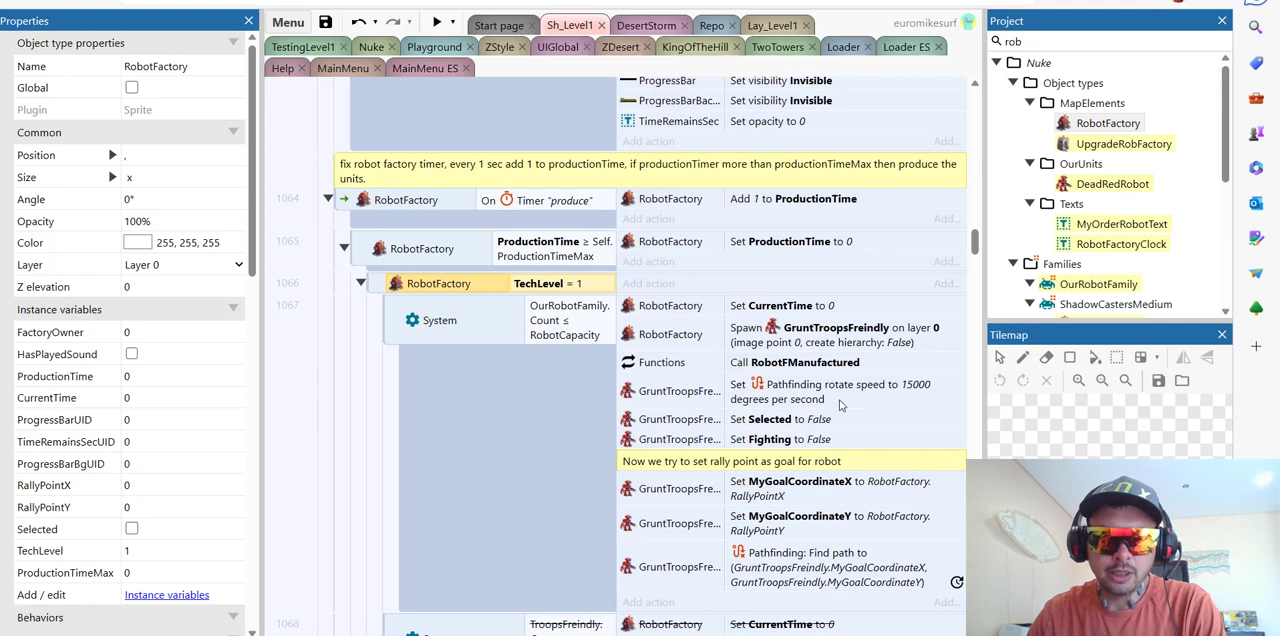 Properties
Object type properties
Name RobotFactory
Global
Plugin Sprite
Common
Position ,
Size x
Angle 0°
Opacity 100%
Color 255, 255, 255
Layer Layer 0
Z elevation 0
Instance variables
FactoryOwner 0
HasPlayedSound
ProductionTime 0
CurrentTime 0
ProgressBarUID 0
TimeRemainsSecUID 0
ProgressBarBgUID 0
RallyPointX 0
RallyPointY 0
Selected
TechLevel 1
ProductionTimeMax 0
Add / edit Instance variables
Behaviors
Menu
Start page Sh_Level1 DesertStorm Repo Lay_Level1
euromikesurf
TestingLevel1 Nuke Playground ZStyle UIGlobal ZDesert KingOfTheHill TwoTowers Loader Loader ES
Help MainMenu MainMenu ES
ProgressBar Set visibility Invisible
ProgressBarBac... Set visibility Invisible
TimeRemainsSec Set opacity to 0
Add... Add...
fix robot factory timer, every 1 sec add 1 to productionTime, if productionTimer more than productionTimeMax then produce the
units.
1064 RobotFactory On Timer "produce" RobotFactory Add 1 to ProductionTime
Add action Add...
1065 RobotFactory ProductionTime ≥ Self.
ProductionTimeMax RobotFactory Set ProductionTime to 0
Add action Add...
1066 RobotFactory TechLevel = 1 Add action Add...
1067 System OurRobotFamily.
Count ≤
RobotCapacity
RobotFactory Set CurrentTime to 0
RobotFactory Spawn GruntTroopsFreindly on layer 0
(image point 0, create hierarchy: False)
Functions Call RobotFManufactured
GruntTroopsFre... Set Pathfinding rotate speed to 15000
degrees per second
GruntTroopsFre... Set Selected to False
GruntTroopsFre... Set Fighting to False
Now we try to set rally point as goal for robot
GruntTroopsFre... Set MyGoalCoordinateX to RobotFactory.
RallyPointX
GruntTroopsFre... Set MyGoalCoordinateY to RobotFactory.
RallyPointY
GruntTroopsFre... Pathfinding: Find path to
(GruntTroopsFreindly.MyGoalCoordinateX,
GruntTroopsFreindly.MyGoalCoordinateY)
Add action Add...
1068 TroopsFreindly. RobotFactory Set CurrentTime to 0
Project
rob
Nuke
Object types
MapElements
RobotFactory
UpgradeRobFactory
OurUnits
DeadRedRobot
Texts
MyOrderRobotText
RobotFactoryClock
Families
OurRobotFamily
ShadowCastersMedium
Tilemap